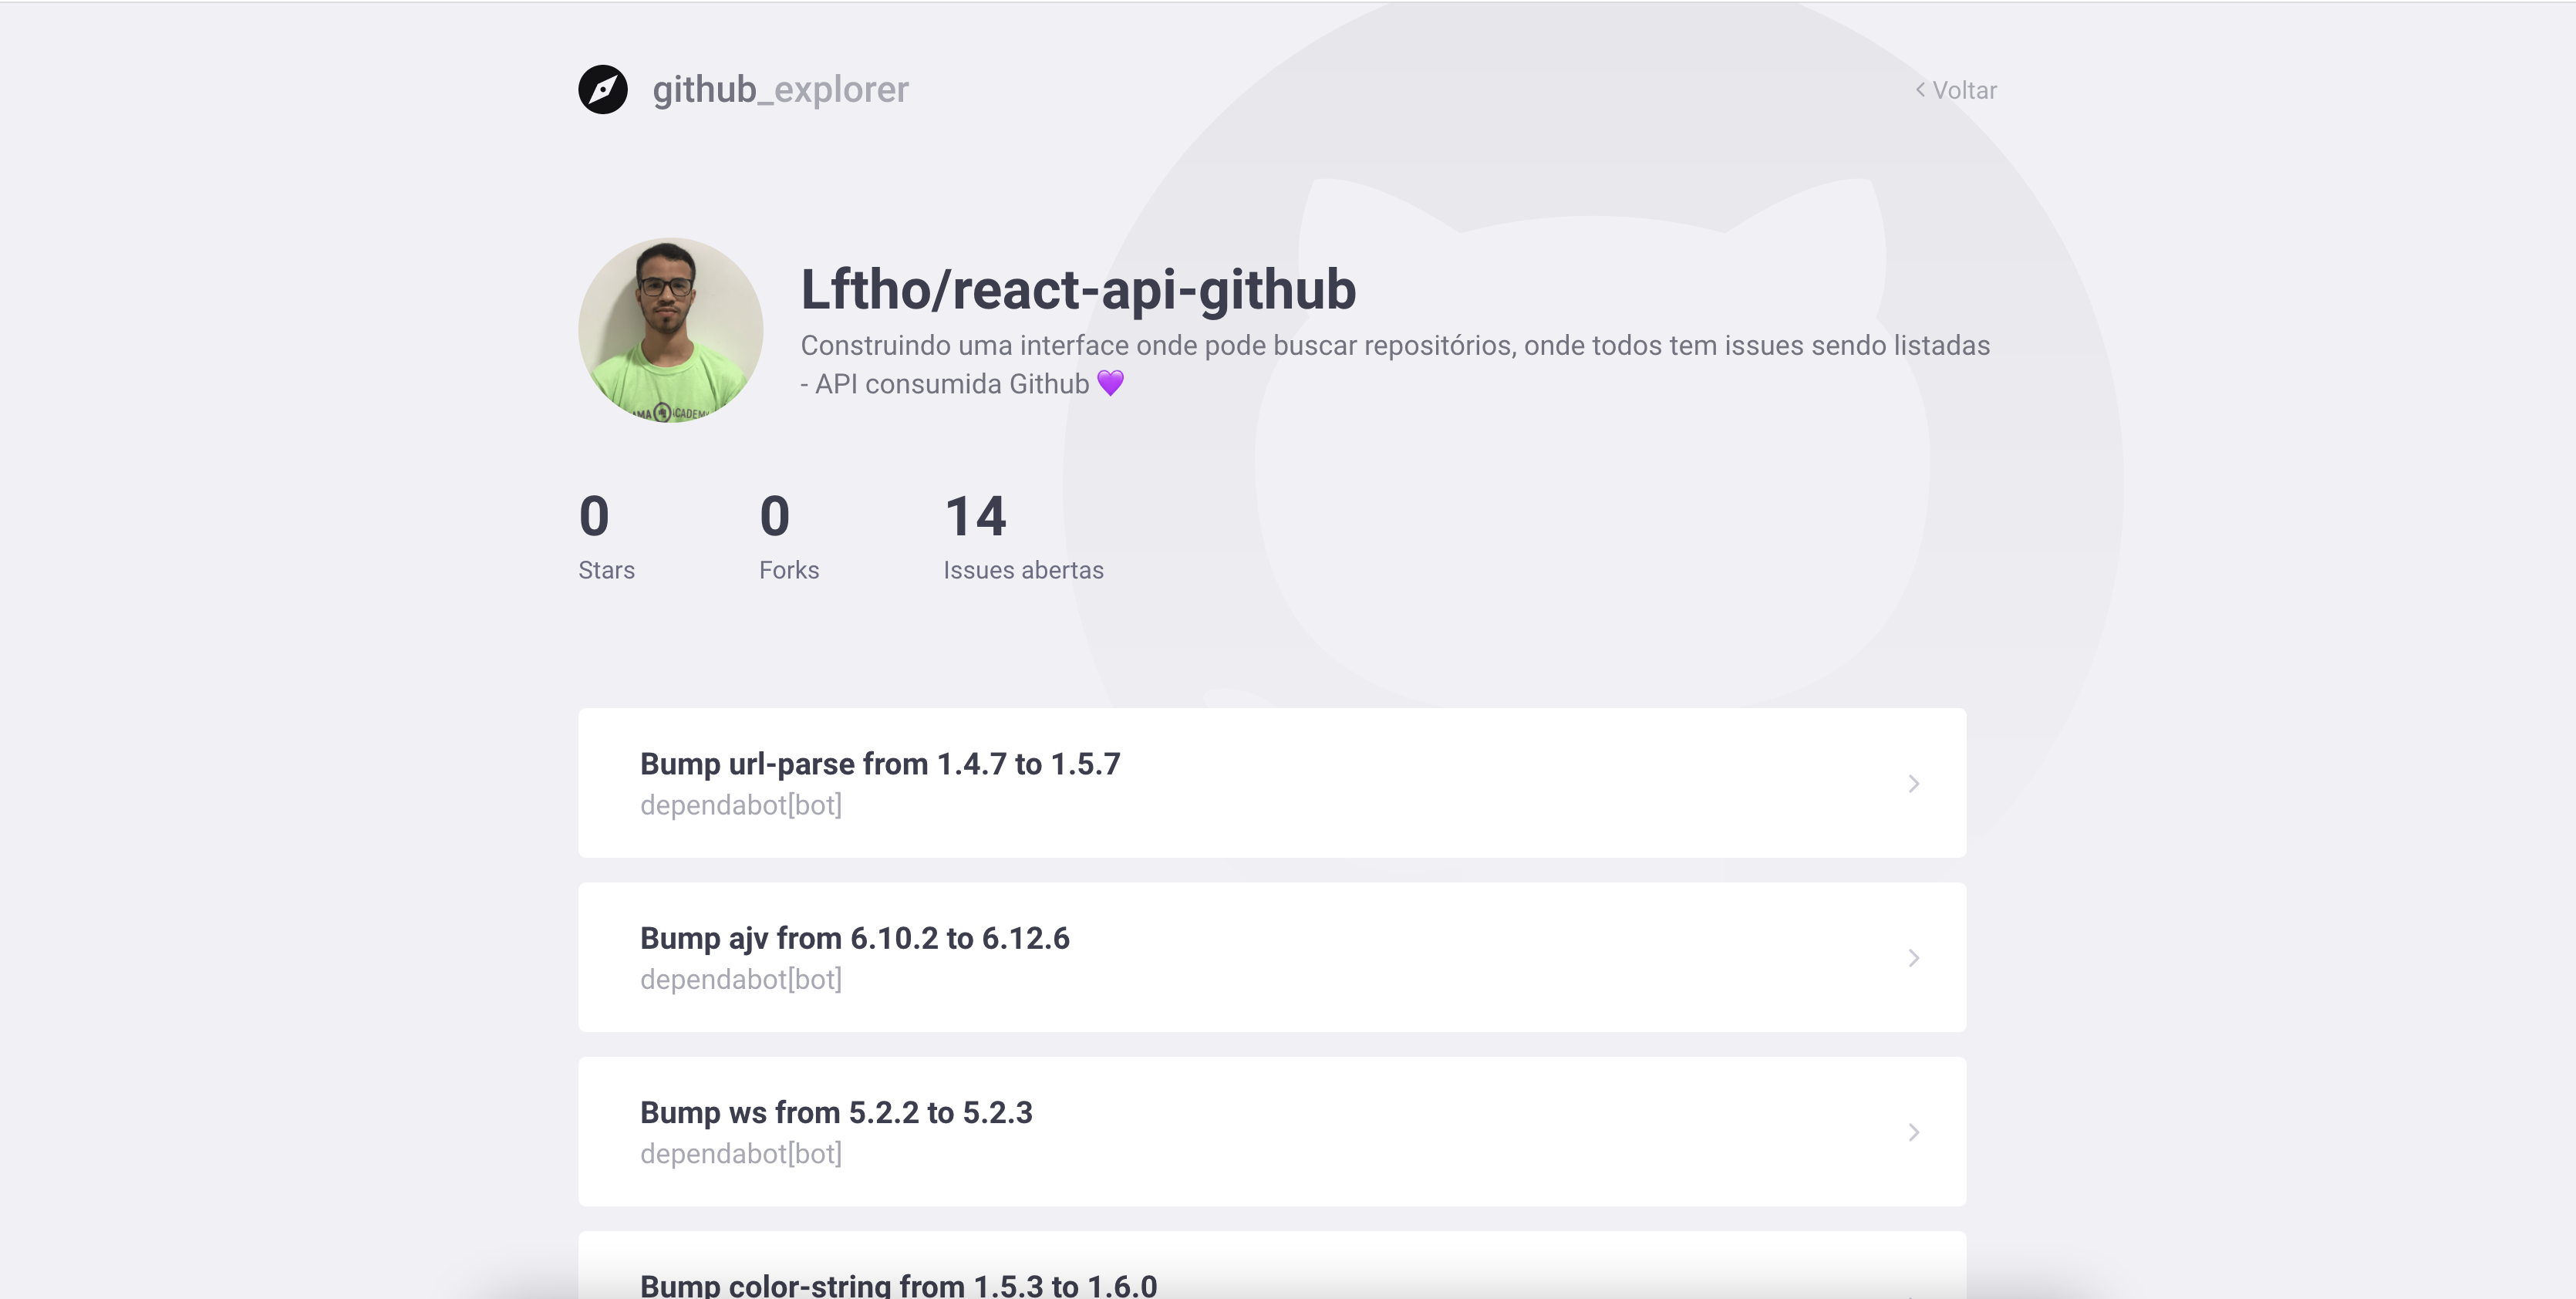 github_explorer
Voltar
Lftho/react-api-github
Construindo uma interface onde pode buscar repositórios, onde todos tem issues sendo listadas
- API consumida Github 💜
0
Stars
0
Forks
14
Issues abertas
Bump url-parse from 1.4.7 to 1.5.7
dependabot[bot]
Bump ajv from 6.10.2 to 6.12.6
dependabot[bot]
Bump ws from 5.2.2 to 5.2.3
dependabot[bot]
Bump color-string from 1.5.3 to 1.6.0